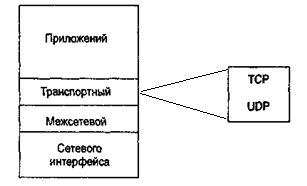 Приложений
Транспортный
Межсетевой
Сетевого
интерфейса
TCP
UDP